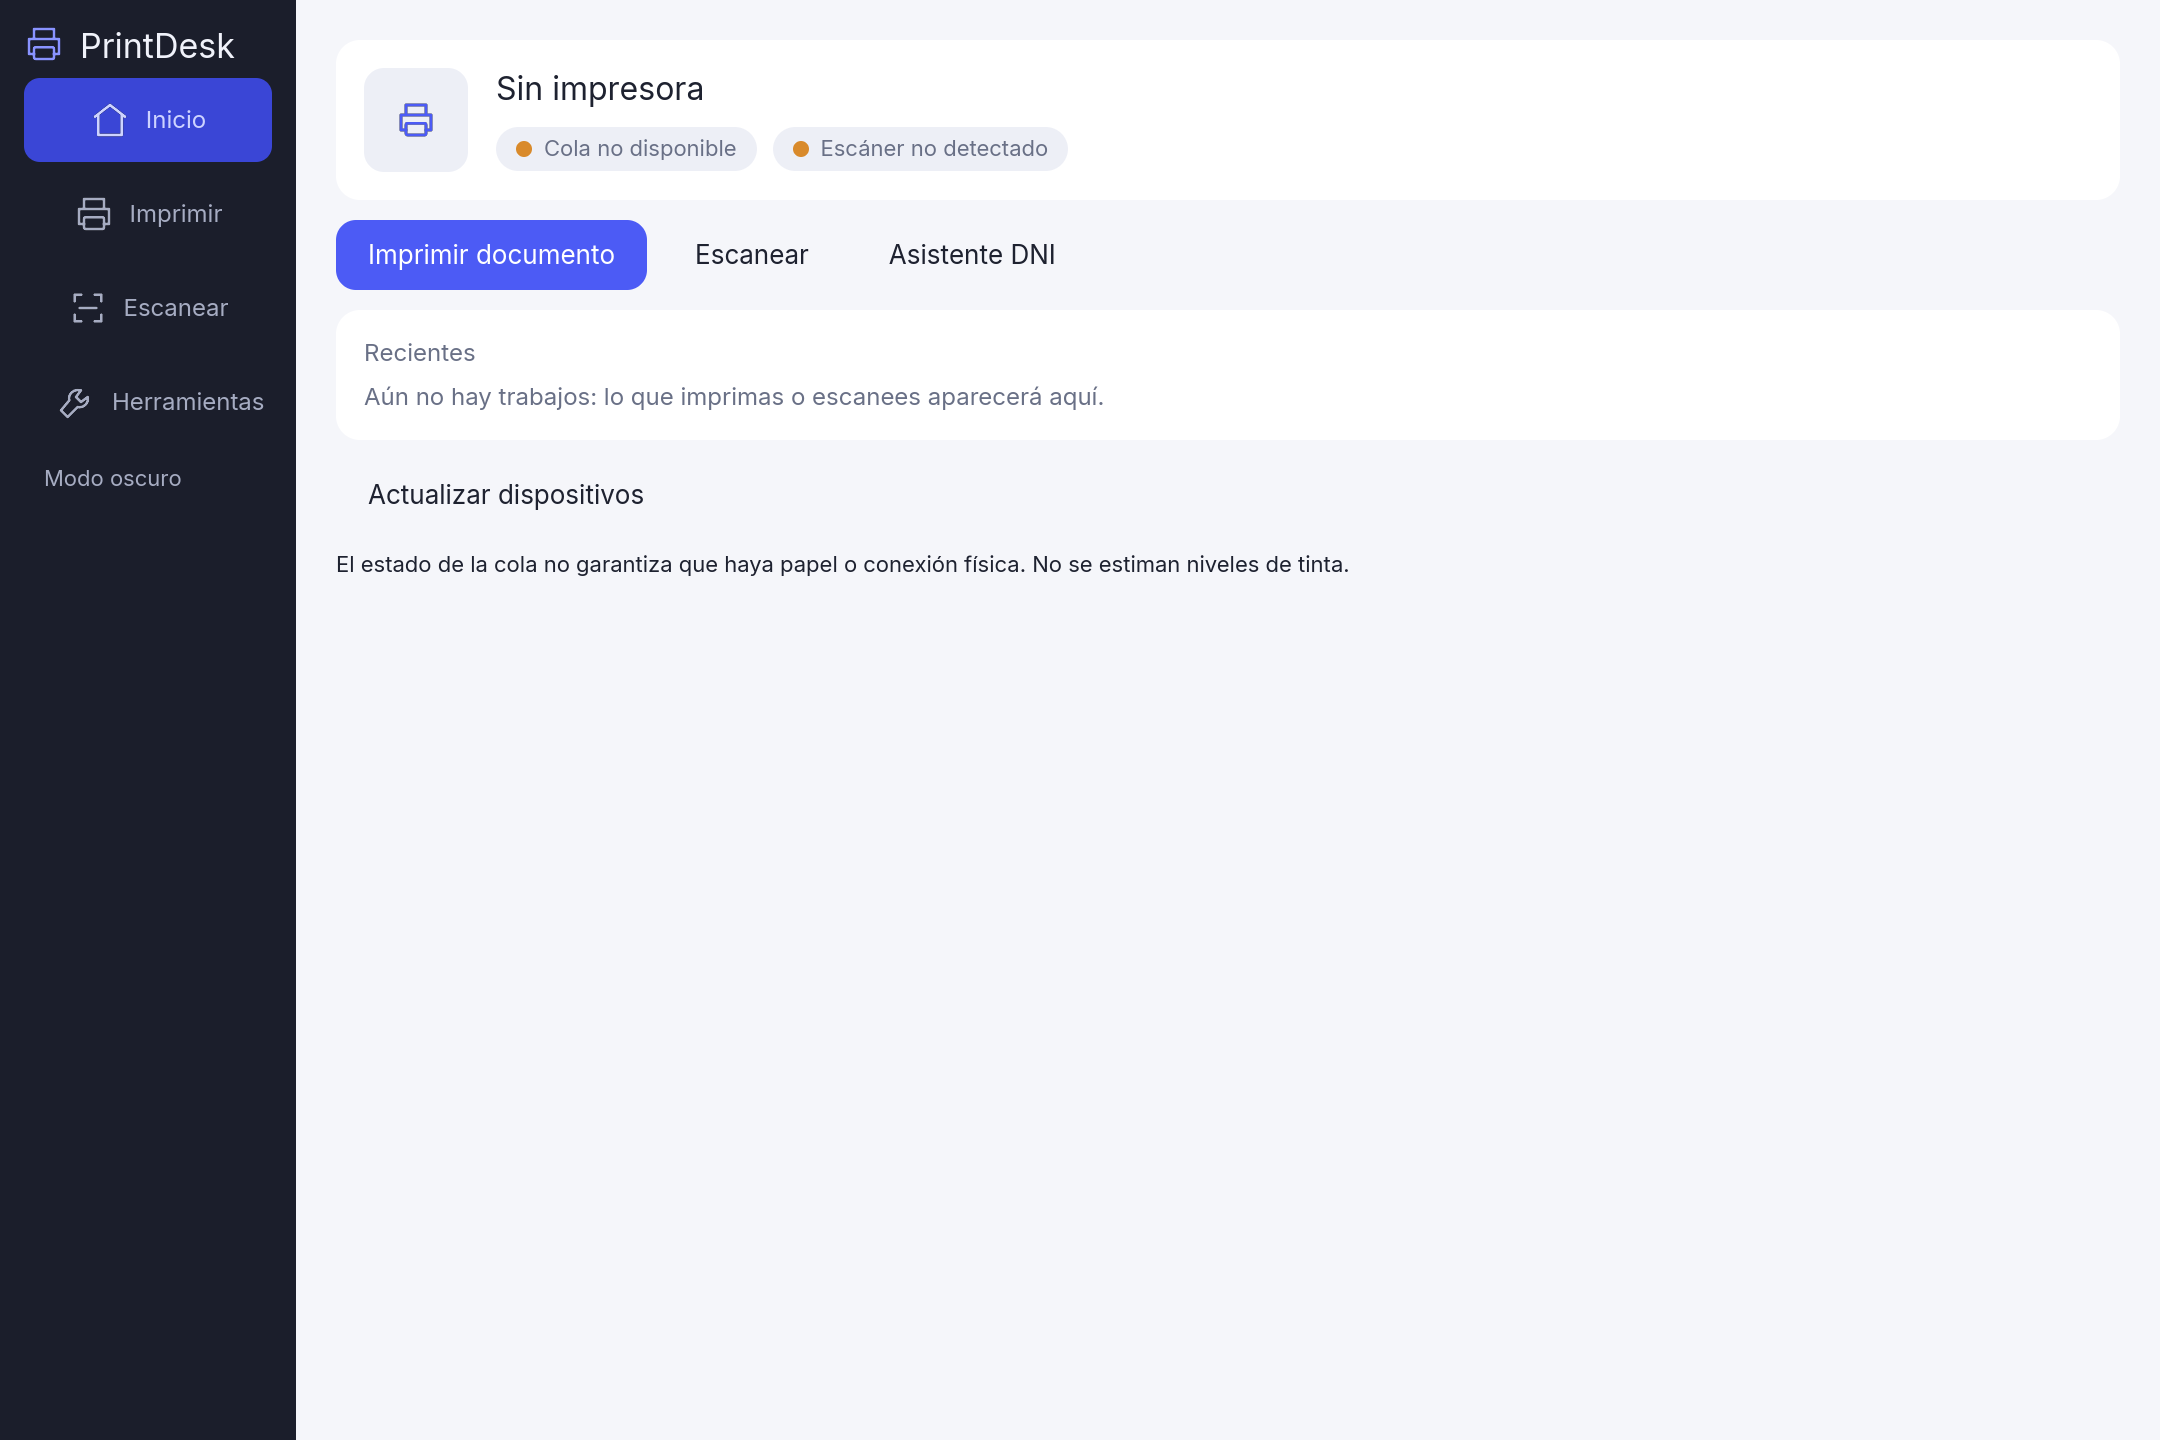 PrintDesk
Inicio
Imprimir
Escanear
Herramientas
Modo oscuro
Sin impresora
Cola no disponible
Escáner no detectado
Imprimir documento
Escanear
Asistente DNI
Recientes
Aún no hay trabajos: lo que imprimas o escanees aparecerá aquí.
Actualizar dispositivos
El estado de la cola no garantiza que haya papel o conexión física. No se estiman niveles de tinta.